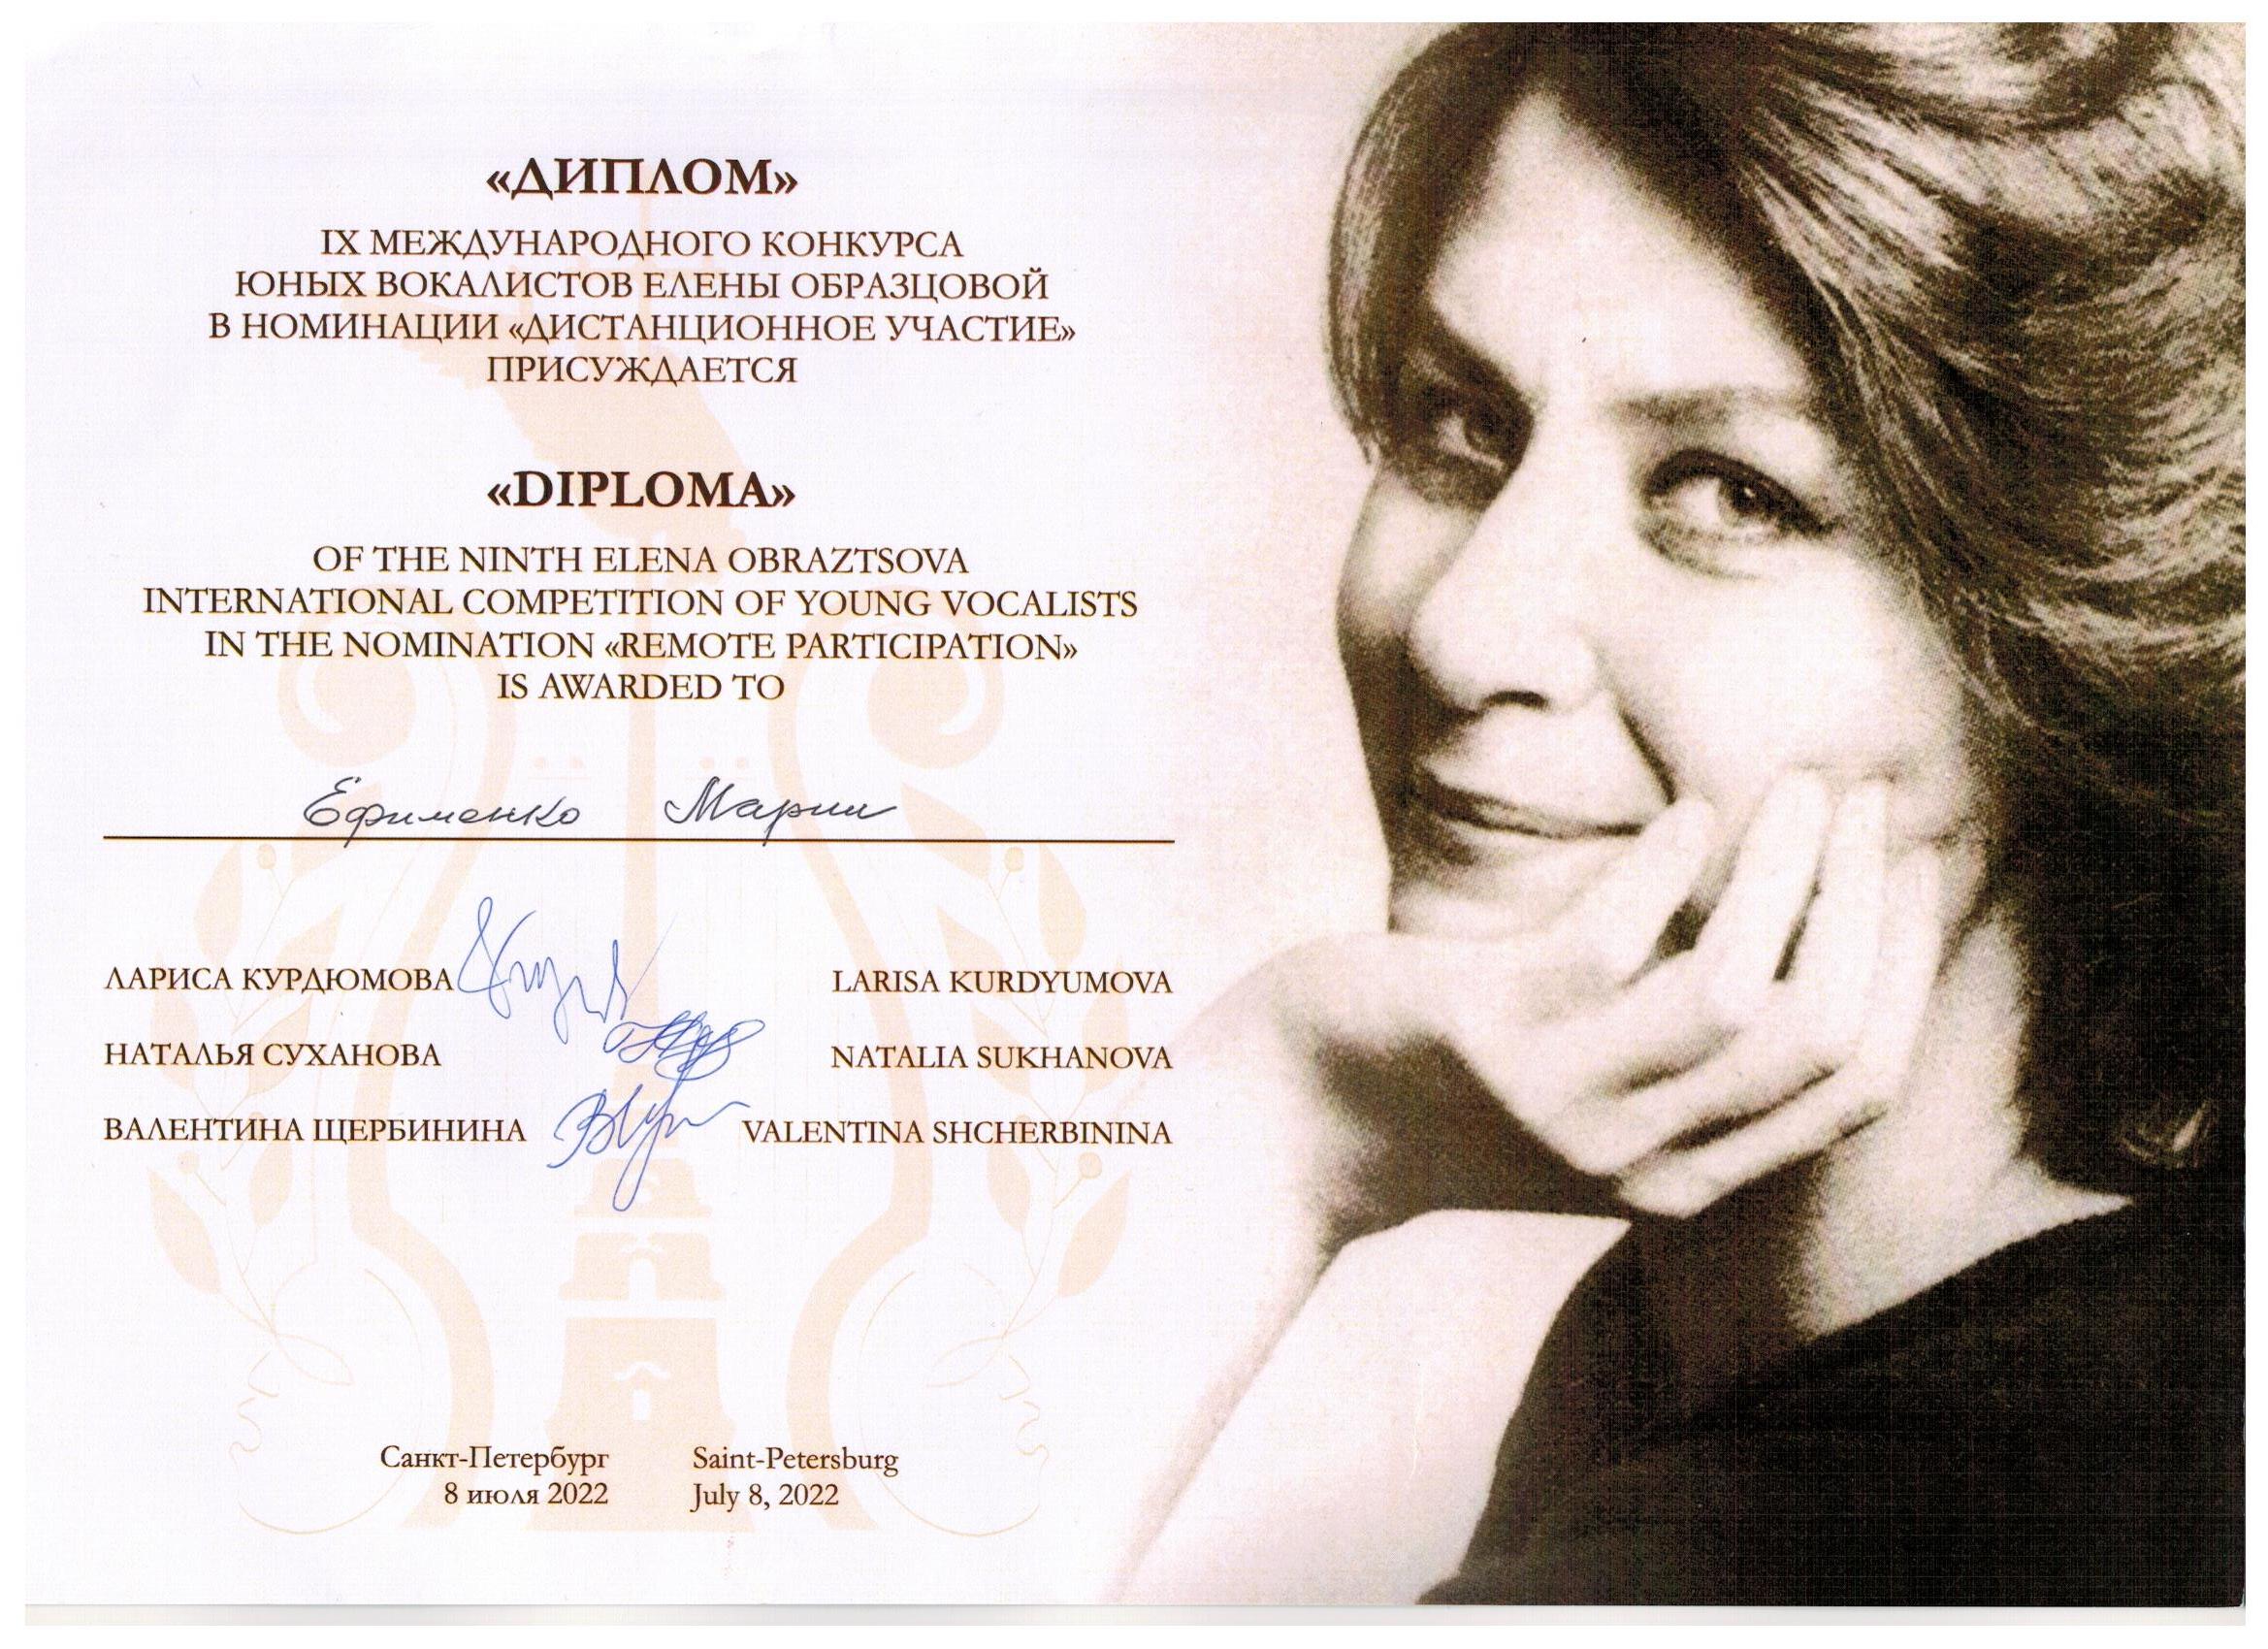 «ДИПЛОМ»
IX МЕЖДУНАРОДНОГО КОНКУРСА
ЮНЫХ ВОКАЛИСТОВ ЕЛЕНЫ ОБРАЗЦОВОЙ
В НОМИНАЦИИ «ДИСТАНЦИОННОЕ УЧАСТИЕ»
ПРИСУЖДАЕТСЯ
«DIPLOMA»
OF THE NINTH ELENA OBRAZTSOVA
INTERNATIONAL COMPETITION OF YOUNG VOCALISTS
IN THE NOMINATION «REMOTE PARTICIPATION»
IS AWARDED TO
Ефименко Марии
ЛАРИСА КУРДЮМОВА LARISA KURDYUMOVA
НАТАЛЬЯ СУХАНОВА NATALIA SUKHANOVA
ВАЛЕНТИНА ЩЕРБИНИНА VALENTINA SHCHERBININA
Санкт-Петербург Saint-Petersburg
8 июля 2022 July 8, 2022